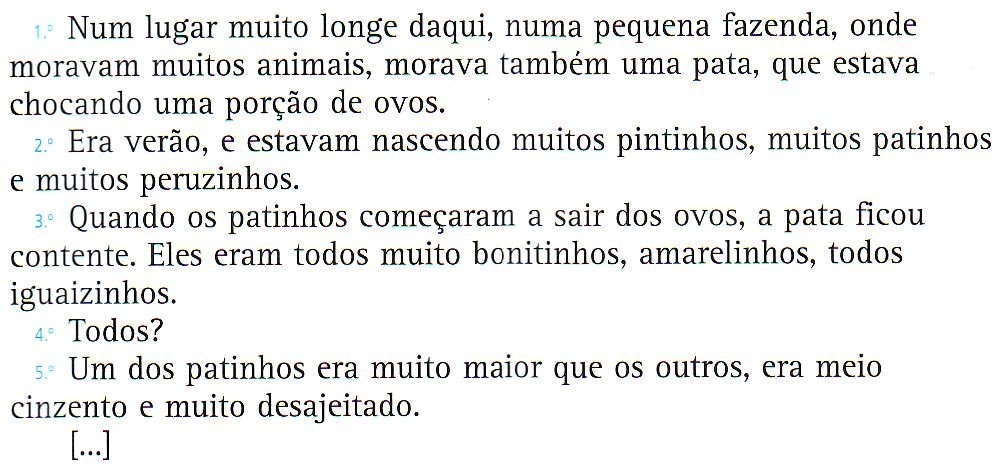 1.º Num lugar muito longe daqui, numa pequena fazenda, onde
moravam muitos animais, morava também uma pata, que estava
chocando uma porção de ovos.
2.º Era verão, e estavam nascendo muitos pintinhos, muitos patinhos
e muitos peruzinhos.
3.º Quando os patinhos começaram a sair dos ovos, a pata ficou
contente. Eles eram todos muito bonitinhos, amarelinhos, todos
iguaizinhos.
4.º Todos?
5.º Um dos patinhos era muito maior que os outros, era meio
cinzento e muito desajeitado.
[...]